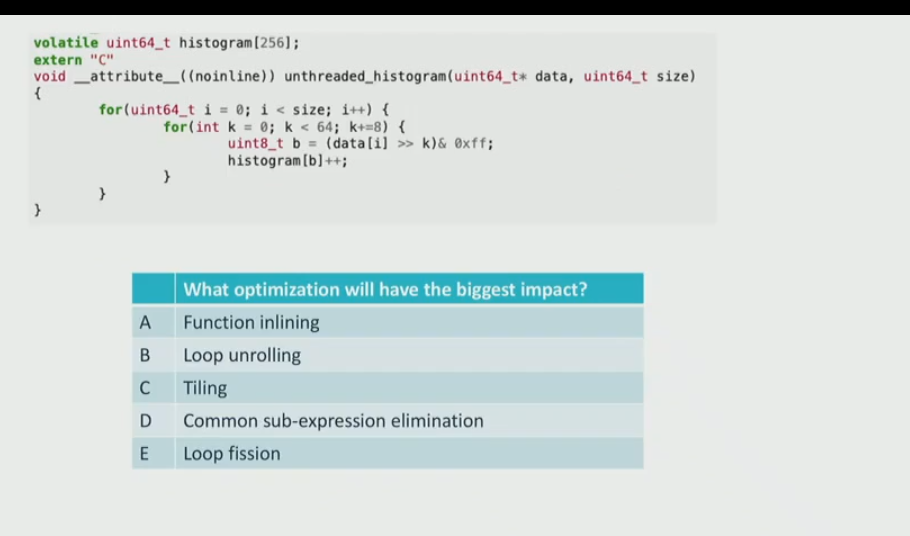 volatile uint64_t histogram[256];
extern "C"
void __attribute__((noinline)) unthreaded_histogram(uint64_t* data, uint64_t size)
{
for(uint64_t i = 0; i < size; i++) {
for(int k = 0; k < 64; k+=8) {
uint8_t b = (data[i] >> k)& 0xff;
histogram[b]++;
}
}
}
What optimization will have the biggest impact?
A Function inlining
B Loop unrolling
C Tiling
D Common sub-expression elimination
E Loop fission